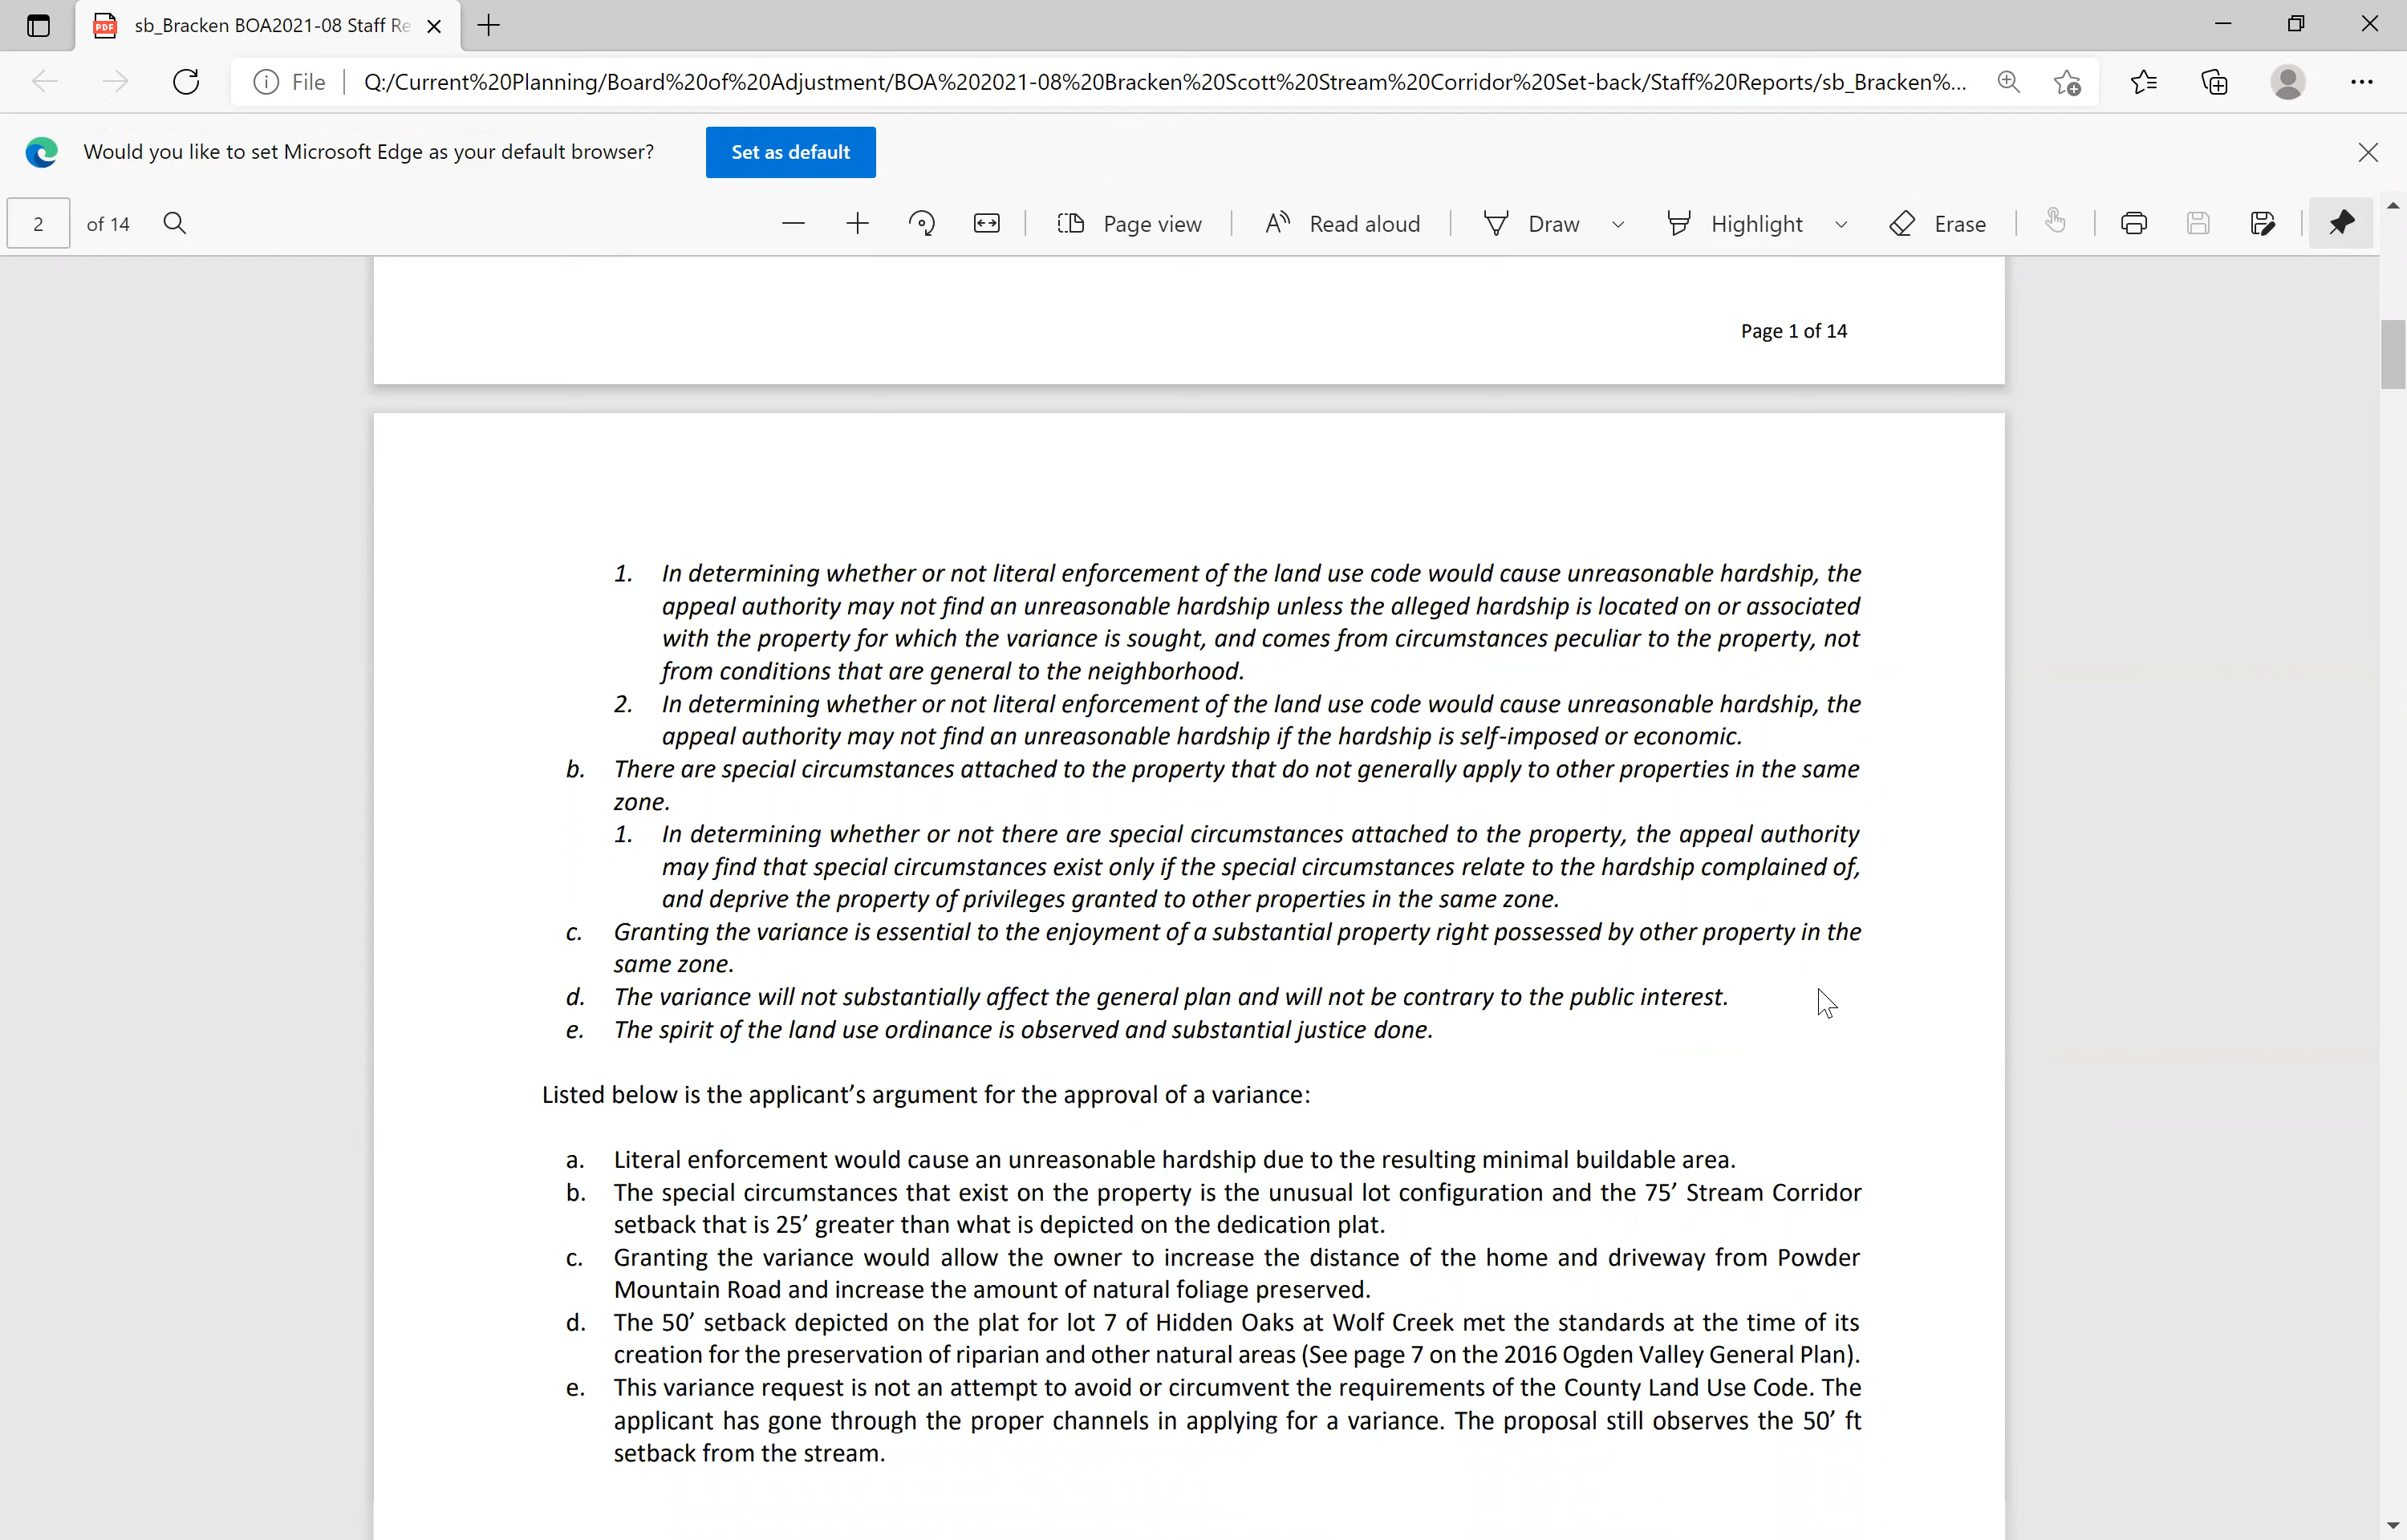 sb_Bracken BOA2021-08 Staff Re
File
Q:/Current%20Planning/Board%20of%20Adjustment/BOA%202021-08%20Bracken%20Scott%20Stream%20Corridor%20Set-back/Staff%20Reports/sb_Bracken%...
Would you like to set Microsoft Edge as your default browser?
Set as default
2 of 14
Page view
Read aloud
Draw
Highlight
Erase
Page 1 of 14
1. In determining whether or not literal enforcement of the land use code would cause unreasonable hardship, the
appeal authority may not find an unreasonable hardship unless the alleged hardship is located on or associated
with the property for which the variance is sought, and comes from circumstances peculiar to the property, not
from conditions that are general to the neighborhood.
2. In determining whether or not literal enforcement of the land use code would cause unreasonable hardship, the
appeal authority may not find an unreasonable hardship if the hardship is self-imposed or economic.
b. There are special circumstances attached to the property that do not generally apply to other properties in the same
zone.
1. In determining whether or not there are special circumstances attached to the property, the appeal authority
may find that special circumstances exist only if the special circumstances relate to the hardship complained of,
and deprive the property of privileges granted to other properties in the same zone.
c. Granting the variance is essential to the enjoyment of a substantial property right possessed by other property in the
same zone.
d. The variance will not substantially affect the general plan and will not be contrary to the public interest.
e. The spirit of the land use ordinance is observed and substantial justice done.
Listed below is the applicant’s argument for the approval of a variance:
a. Literal enforcement would cause an unreasonable hardship due to the resulting minimal buildable area.
b. The special circumstances that exist on the property is the unusual lot configuration and the 75’ Stream Corridor
setback that is 25’ greater than what is depicted on the dedication plat.
c. Granting the variance would allow the owner to increase the distance of the home and driveway from Powder
Mountain Road and increase the amount of natural foliage preserved.
d. The 50’ setback depicted on the plat for lot 7 of Hidden Oaks at Wolf Creek met the standards at the time of its
creation for the preservation of riparian and other natural areas (See page 7 on the 2016 Ogden Valley General Plan).
e. This variance request is not an attempt to avoid or circumvent the requirements of the County Land Use Code. The
applicant has gone through the proper channels in applying for a variance. The proposal still observes the 50’ ft
setback from the stream.